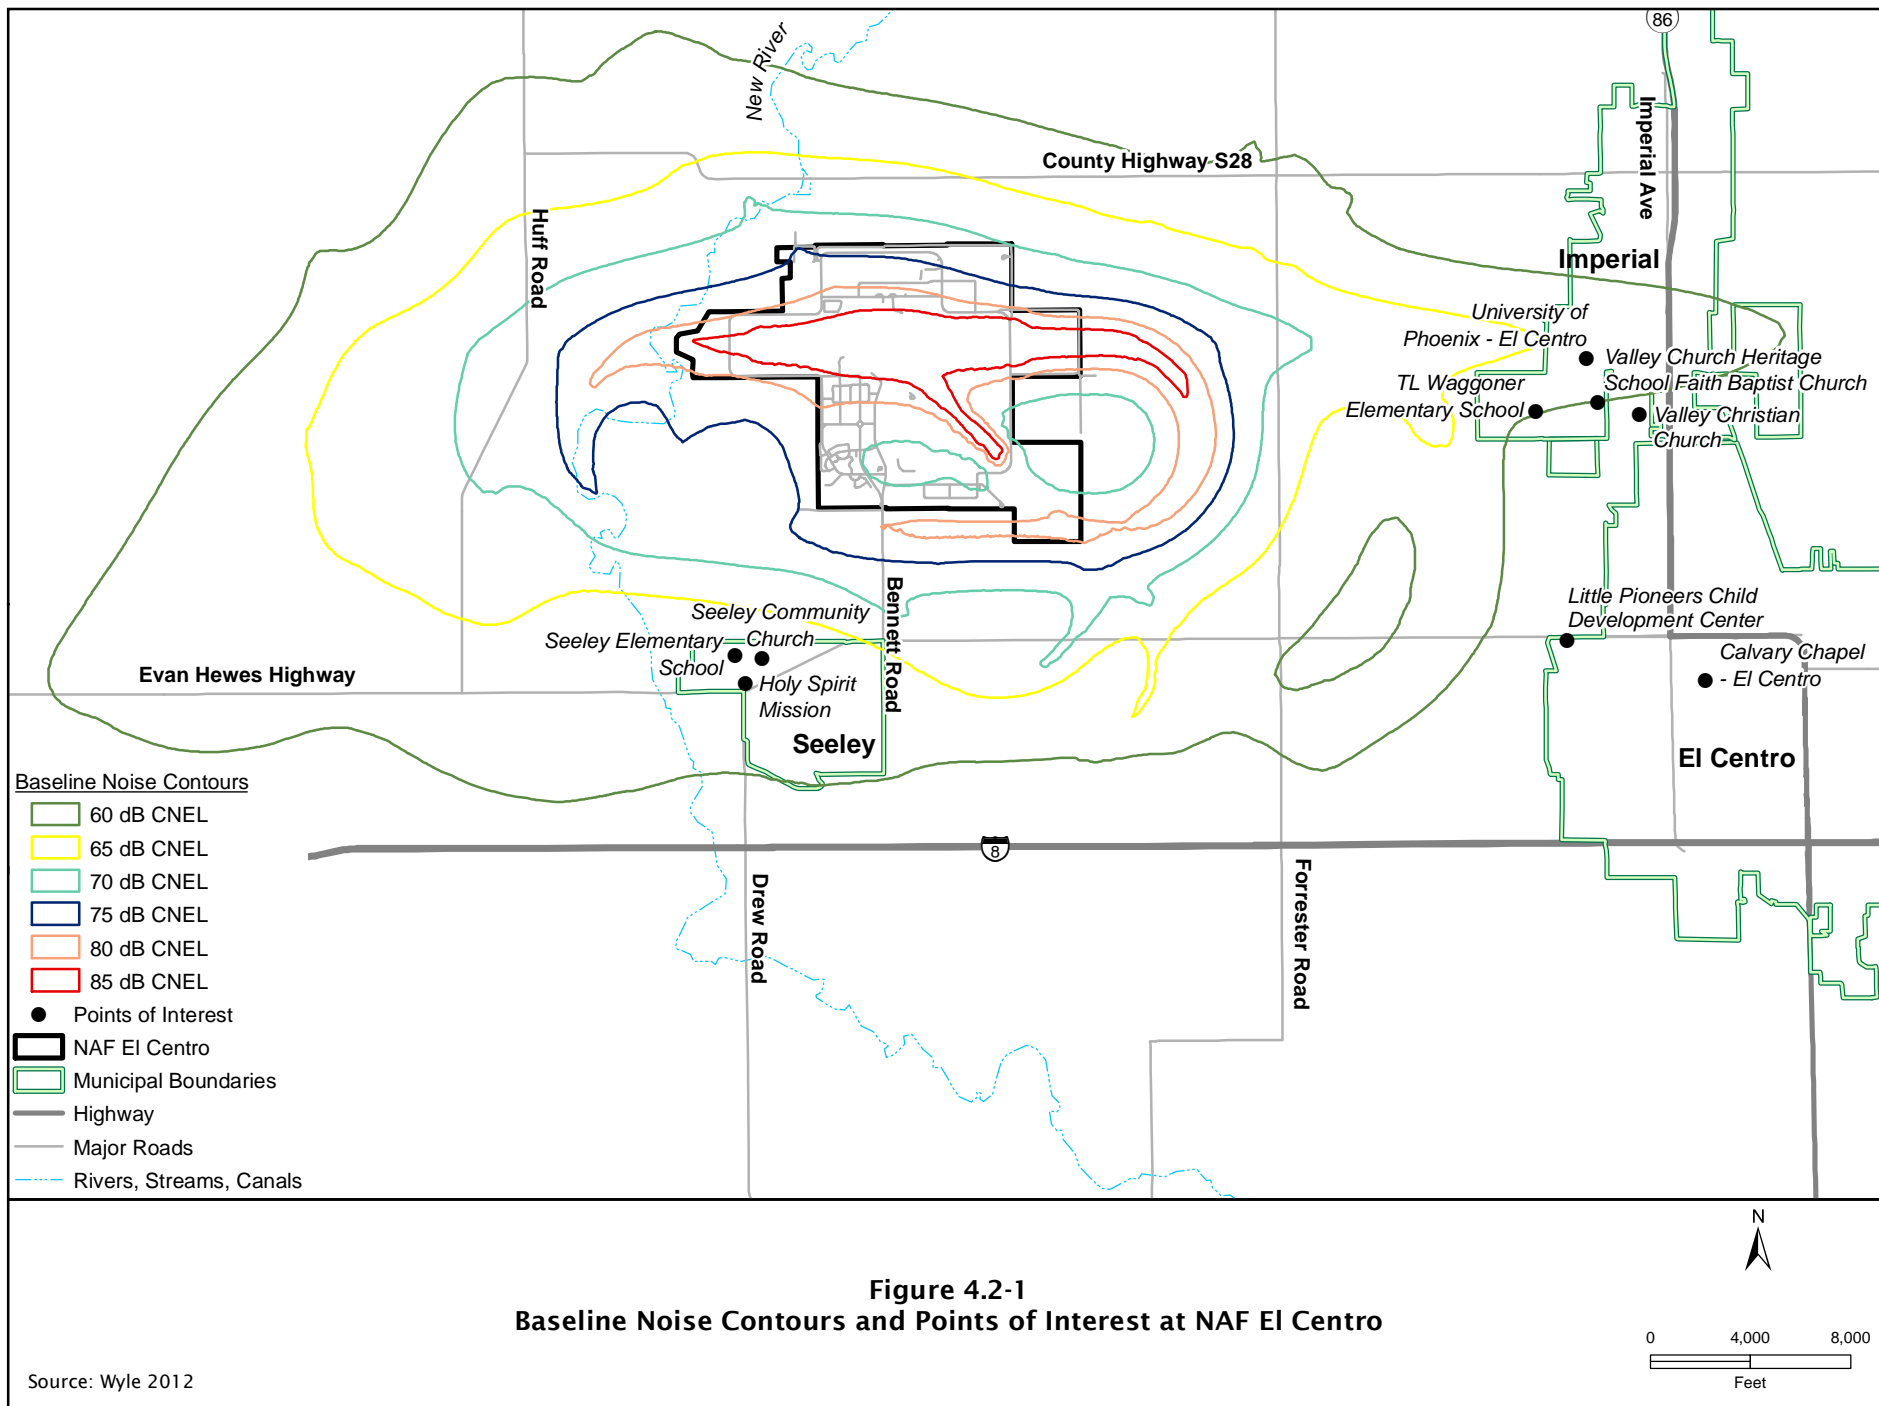 86
New River
Imperial Ave
County Highway S28
Huff Road
Imperial
University of
Phoenix - El Centro
Valley Church Heritage
School Faith Baptist Church
TL Waggoner
Elementary School
Valley Christian
Church
Bennett Road
Little Pioneers Child
Development Center
Seeley Community
Church
Seeley Elementary
School
Calvary Chapel
- El Centro
Evan Hewes Highway
Holy Spirit
Mission
Seeley
El Centro
8
Drew Road
Forrester Road
Baseline Noise Contours
60 dB CNEL
65 dB CNEL
70 dB CNEL
75 dB CNEL
80 dB CNEL
85 dB CNEL
Points of Interest
NAF El Centro
Municipal Boundaries
Highway
Major Roads
Rivers, Streams, Canals
N
Figure 4.2-1
Baseline Noise Contours and Points of Interest at NAF El Centro
0 4,000 8,000
Feet
Source: Wyle 2012